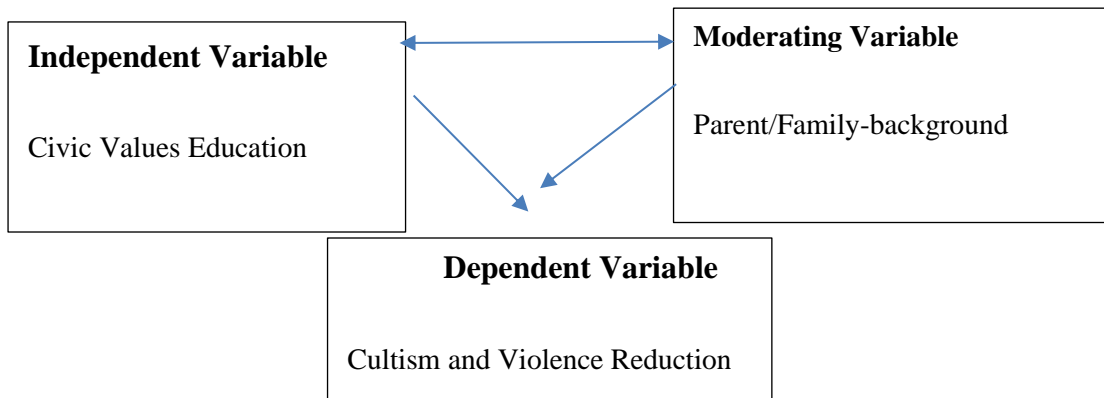 Independent Variable
Civic Values Education
Moderating Variable
Parent/Family-background
Dependent Variable
Cultism and Violence Reduction